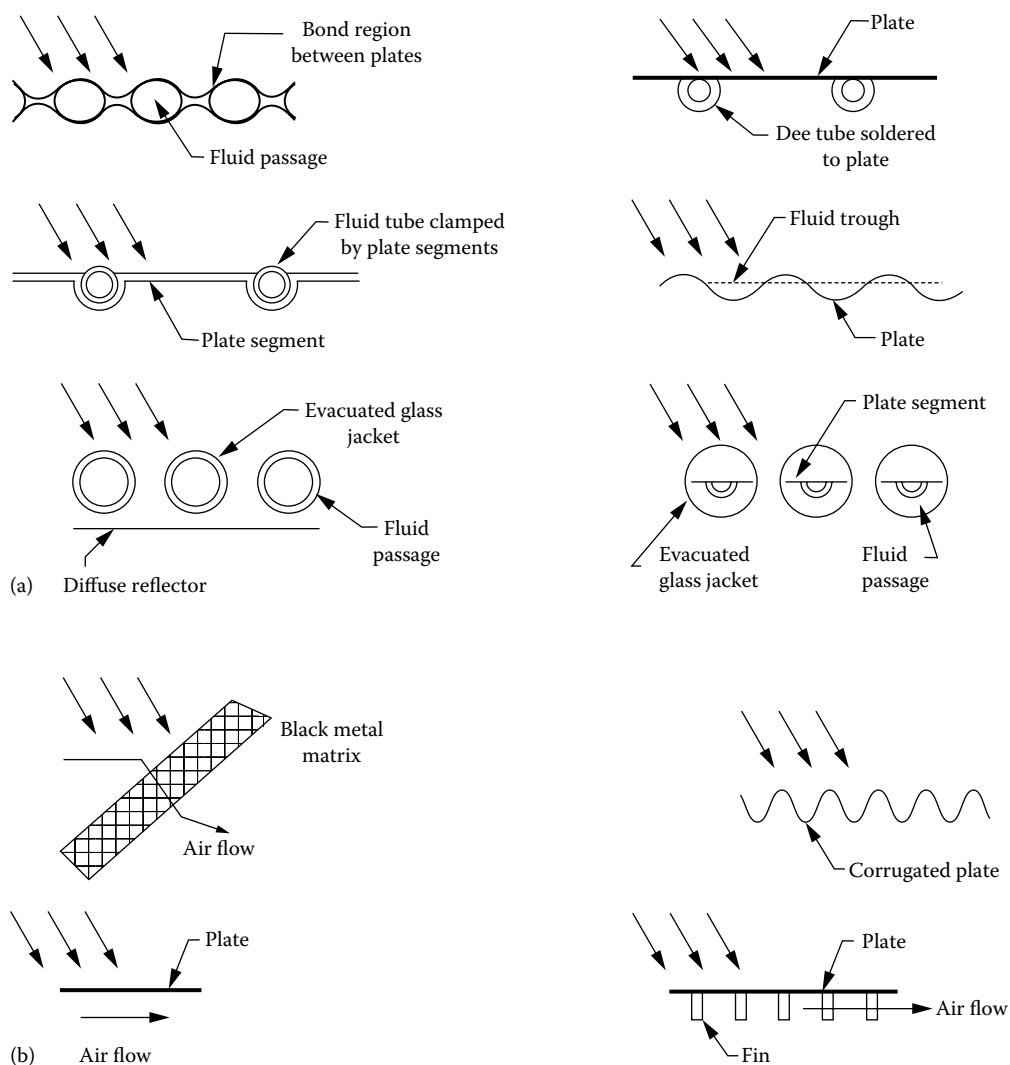 Bond region
between plates
Fluid passage
Plate
Dee tube soldered
to plate
Fluid tube clamped
by plate segments
Plate segment
Fluid trough
Plate
Evacuated glass
jacket
Fluid
passage
Diffuse reflector
(a)
Plate segment
Evacuated
glass jacket
Fluid
passage
Black metal
matrix
Air flow
Corrugated plate
Plate
Air flow
(b)
Plate
Air flow
Fin